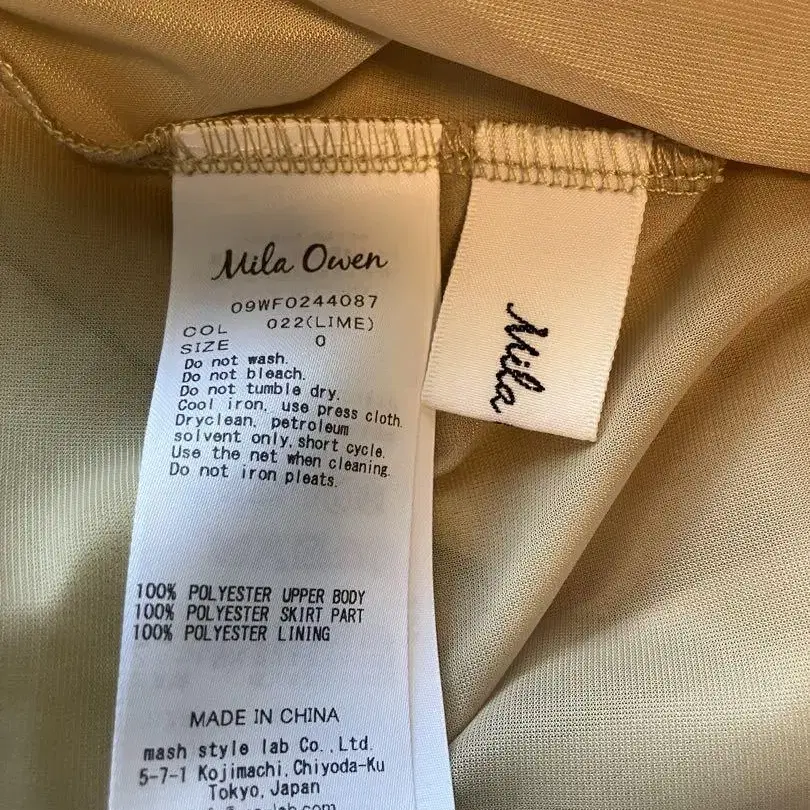 Mila Owen
09WF0244087
COL 022(LIME)
SIZE 0
Do not wash.
Do not bleach.
Do not tumble dry.
Cool iron, use press cloth.
Dryclean, petroleum
solvent only,short cycle.
Use the net when cleaning.
Do not iron pleats.
100% POLYESTER UPPER BODY
100% POLYESTER SKIRT PART
100% POLYESTER LINING
MADE IN CHINA
mash style lab Co.,Ltd.
5-7-1 Kojimachi,Chiyoda-Ku
Tokyo,Japan
Mila